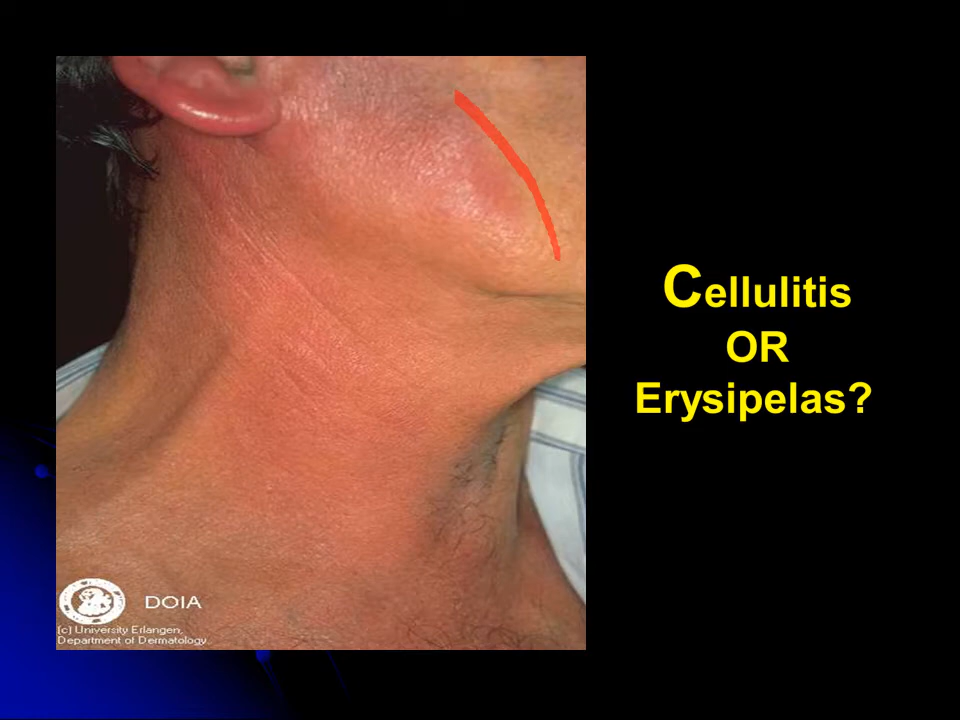 Cellulitis
OR
Erysipelas?
DOIA
(c) University Erlangen,
Department of Dermatology